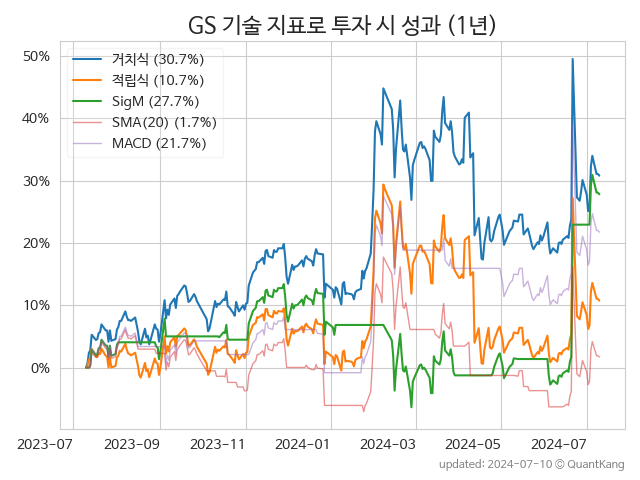 GS 기술 지표로 투자 시 성과 (1년)
거치식 (30.7%)
적립식 (10.7%)
SigM (27.7%)
SMA(20) (1.7%)
MACD (21.7%)
50%
40%
30%
20%
10%
0%
2023-07 2023-09 2023-11 2024-01 2024-03 2024-05 2024-07
updated: 2024-07-10 © QuantKang